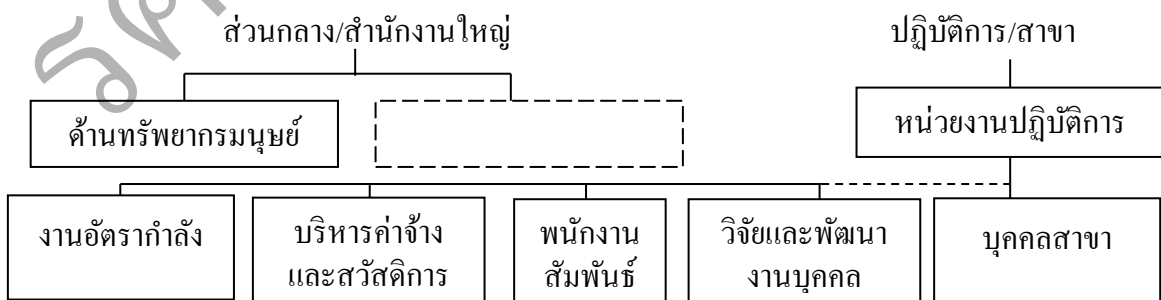 ส่วนกลาง/สำนักงานใหญ่
ปฏิบัติการ/สาขา
ด้านทรัพยากรมนุษย์
หน่วยงานปฏิบัติการ
งานอัตรากำลัง
บริหารค่าจ้าง
และสวัสดิการ
พนักงาน
สัมพันธ์
วิจัยและพัฒนา
งานบุคคล
บุคคลสาขา